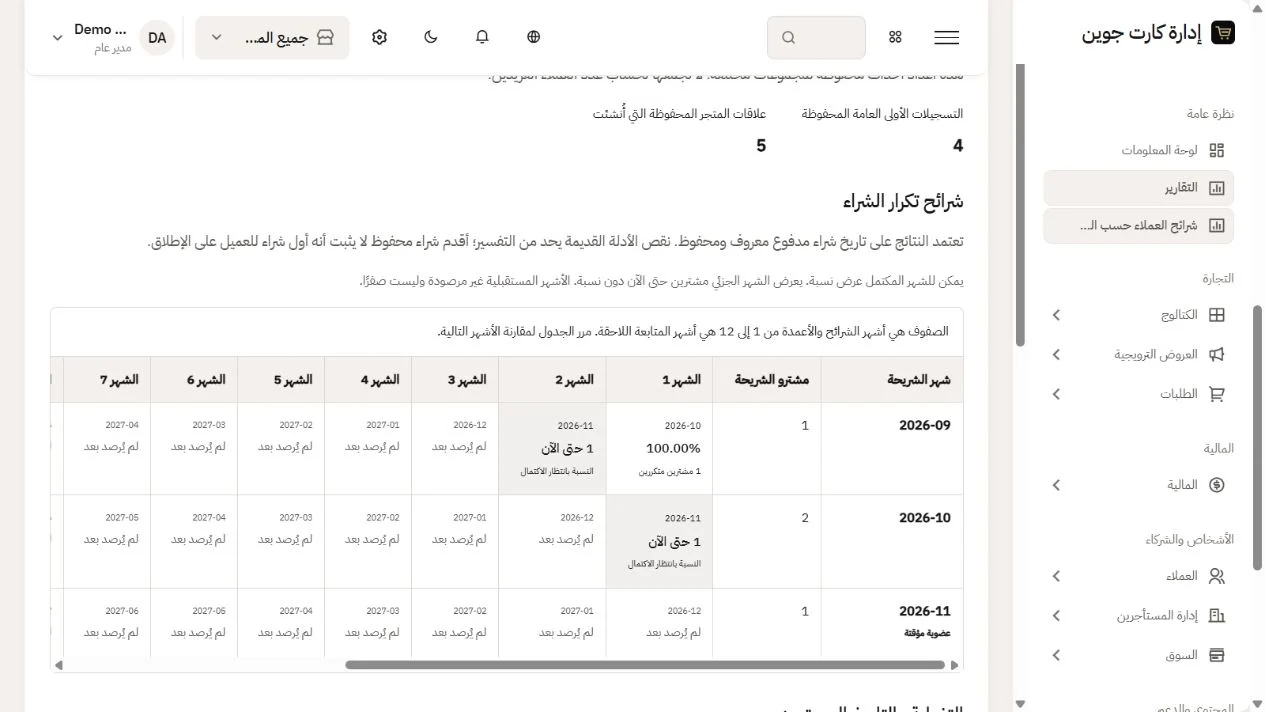 إدارة كارت جوين
نظرة عامة
لوحة المعلومات
التقارير
شرائح العملاء حسب الـ...
التجارة
الكتالوج
العروض الترويجية
الطلبات
المالية
المالية
الأشخاص والشركاء
العملاء
إدارة المستأجرين
السوق
جميع الم...
DA
Demo ...
مدير عام
التسجيلات الأولى العامة المحفوظة
4
علاقات المتجر المحفوظة التي أُنشئت
5
شرائح تكرار الشراء
تعتمد النتائج على تاريخ شراء مدفوع معروف ومحفوظ. نقص الأدلة القديمة يحد من التفسير؛ أقدم شراء محفوظ لا يثبت أنه أول شراء للعميل على الإطلاق.
يمكن للشهر المكتمل عرض نسبة. يعرض الشهر الجزئي مشترين حتى الآن دون نسبة. الأشهر المستقبلية غير مرصودة وليست صفرًا.
الصفوف هي أشهر الشرائح والأعمدة من 1 إلى 12 هي أشهر المتابعة اللاحقة. مرر الجدول لمقارنة الأشهر التالية.
شهر الشريحة مشترو الشريحة الشهر 1 الشهر 2 الشهر 3 الشهر 4 الشهر 5 الشهر 6 الشهر 7
2026-09 1 2026-10 2026-11 2026-12 2027-01 2027-02 2027-03 2027-04
100.00% 1 حتى الآن لم يُرصد بعد لم يُرصد بعد لم يُرصد بعد لم يُرصد بعد لم يُرصد بعد
1 مشترين متكررين النسبة بانتظار الاكتمال
2026-10 2 2026-11 2026-12 2027-01 2027-02 2027-03 2027-04 2027-05
1 حتى الآن لم يُرصد بعد لم يُرصد بعد لم يُرصد بعد لم يُرصد بعد لم يُرصد بعد لم يُرصد بعد
النسبة بانتظار الاكتمال
2026-11 1 2026-12 2027-01 2027-02 2027-03 2027-04 2027-05 2027-06
عضوية مؤقتة لم يُرصد بعد لم يُرصد بعد لم يُرصد بعد لم يُرصد بعد لم يُرصد بعد لم يُرصد بعد لم يُرصد بعد